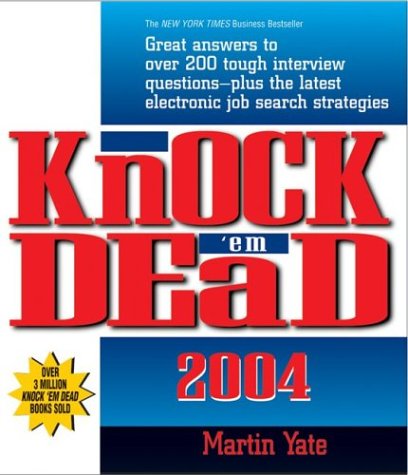 The NEW YORK TIMES Business Bestseller
Great answers to
over 200 tough interview
questions—plus the latest
electronic job search strategies
KnOCK
'em
DEaD
2004
OVER
3 MILLION
KNOCK 'EM DEAD
BOOKS SOLD
Martin Yate